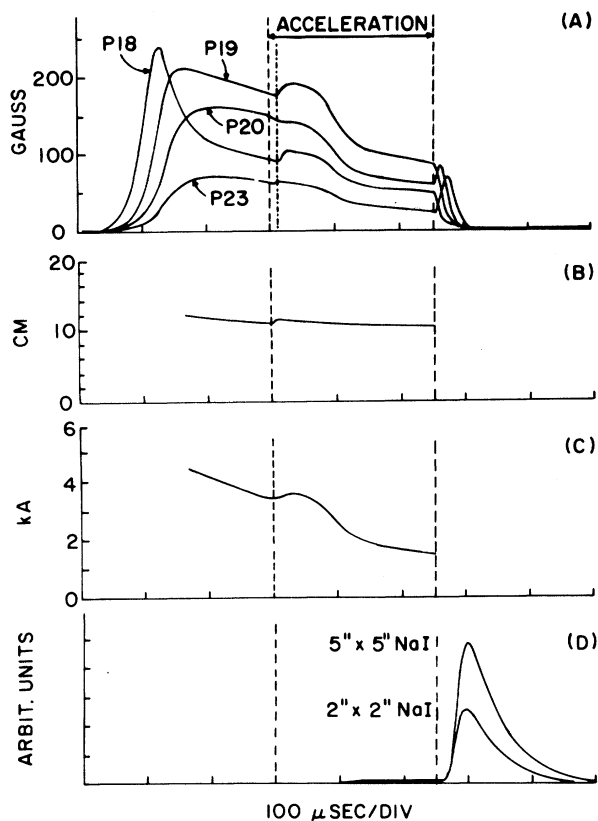 ACCELERATION
(A)
P18
P19
P20
P23
GAUSS
200
100
0
(B)
CM
20
10
0
(C)
kA
6
4
2
0
(D)
ARBIT. UNITS
5"x 5" NaI
2"x 2" NaI
100 μSEC/DIV